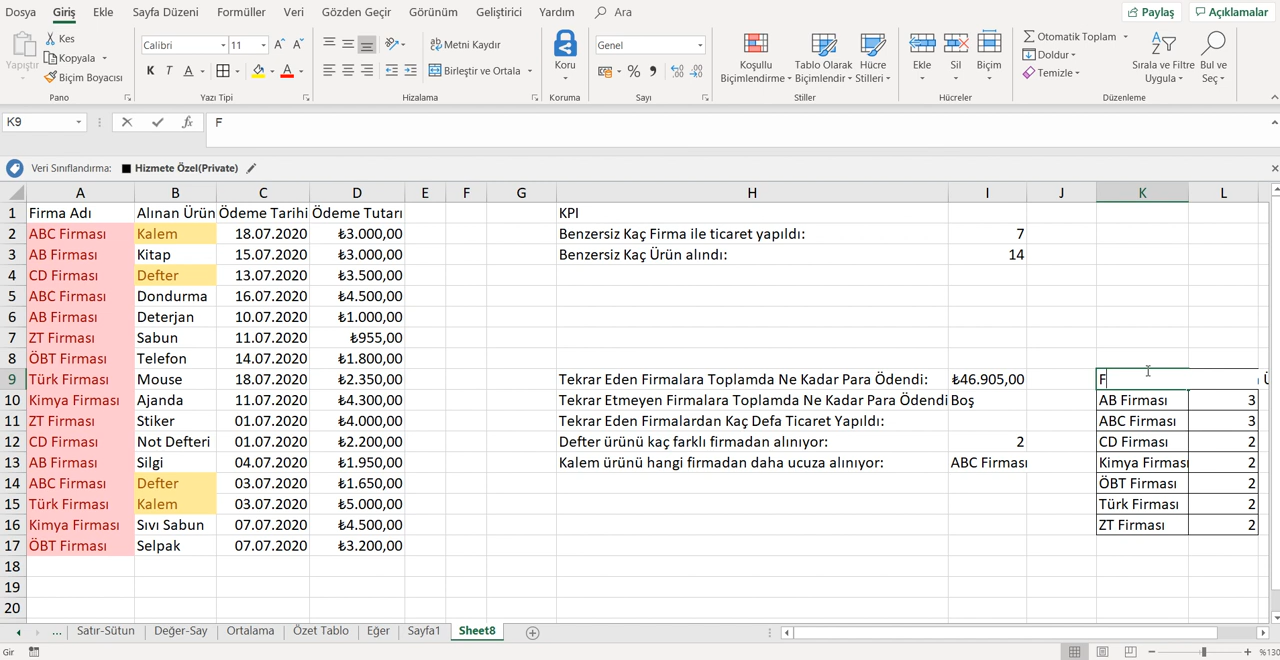 Dosya Giriş Ekle Sayfa Düzeni Formüller Veri Gözden Geçir Görünüm Geliştirici Yardım Ara Paylaş Açıklamalar
Yapıştır
Kes
Kopyala
Biçim Boyacısı
Pano
Calibri 11
K T A
Yazı Tipi
Metni Kaydır
Birleştir ve Ortala
Hizalama
Koru
Koruma
Genel
Sayı
Koşullu Biçimlendirme
Tablo Olarak Biçimlendir
Hücre Stilleri
Stiller
Ekle Sil Biçim
Hücreler
Otomatik Toplam
Doldur
Temizle
Sırala ve Filtre Uygula
Bul ve Seç
Düzenleme
K9 fx F
Veri Sınıflandırma: Hizmete Özel(Private)
A B C D E F G H I J K L
1 Firma Adı Alınan Ürün Ödeme Tarihi Ödeme Tutarı KPI
2 ABC Firması Kalem 18.07.2020 ₺3.000,00 Benzersiz Kaç Firma ile ticaret yapıldı: 7
3 AB Firması Kitap 15.07.2020 ₺3.000,00 Benzersiz Kaç Ürün alındı: 14
4 CD Firması Defter 13.07.2020 ₺3.500,00
5 ABC Firması Dondurma 16.07.2020 ₺4.500,00
6 AB Firması Deterjan 10.07.2020 ₺1.000,00
7 ZT Firması Sabun 11.07.2020 ₺955,00
8 ÖBT Firması Telefon 14.07.2020 ₺1.800,00
9 Türk Firması Mouse 18.07.2020 ₺2.350,00 Tekrar Eden Firmalara Toplamda Ne Kadar Para Ödendi: ₺46.905,00 F
10 Kimya Firması Ajanda 11.07.2020 ₺4.300,00 Tekrar Etmeyen Firmalara Toplamda Ne Kadar Para Ödendi Boş AB Firması 3
11 ZT Firması Stiker 01.07.2020 ₺4.000,00 Tekrar Eden Firmalardan Kaç Defa Ticaret Yapıldı: ABC Firması 3
12 CD Firması Not Defteri 01.07.2020 ₺2.200,00 Defter ürünü kaç farklı firmadan alınıyor: 2 CD Firması 2
13 AB Firması Silgi 04.07.2020 ₺1.950,00 Kalem ürünü hangi firmadan daha ucuza alınıyor: ABC Firması Kimya Firması 2
14 ABC Firması Defter 03.07.2020 ₺1.650,00 ÖBT Firması 2
15 Türk Firması Kalem 03.07.2020 ₺5.000,00 Türk Firması 2
16 Kimya Firması Sıvı Sabun 07.07.2020 ₺4.500,00 ZT Firması 2
17 ÖBT Firması Selpak 07.07.2020 ₺3.200,00
18
19
20
... Satır-Sütun Değer-Say Ortalama Özet Tablo Eğer Sayfa1 Sheet8
Gir %130